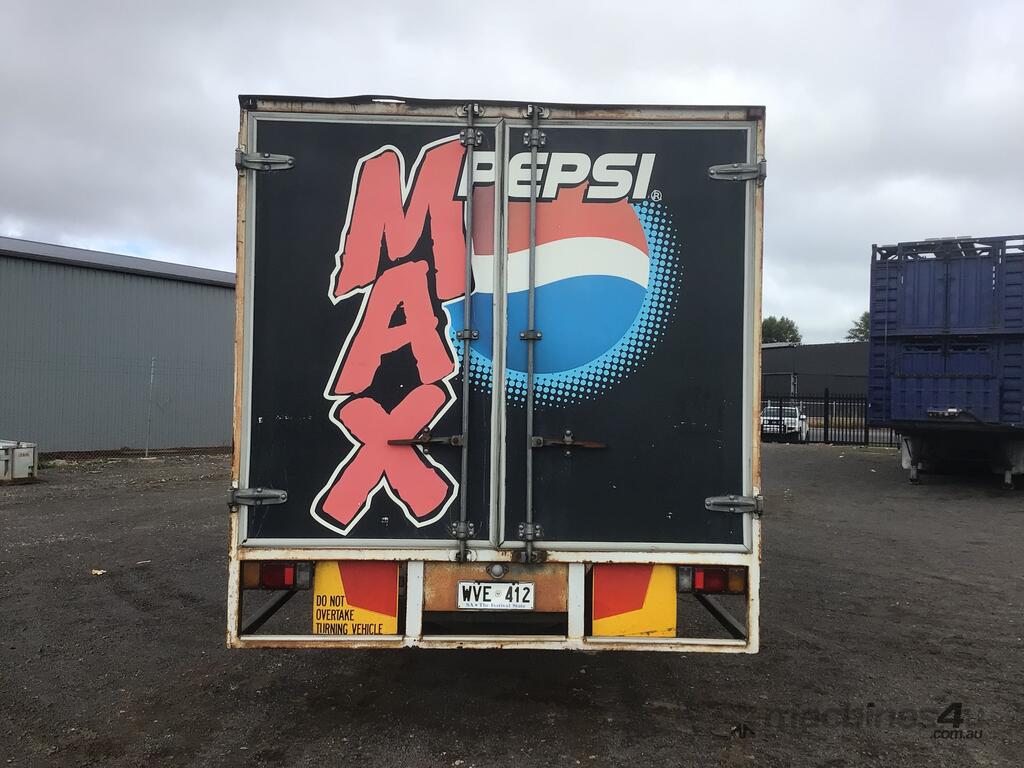 PEPSI®
MAX
DO NOT
OVERTAKE
TURNING VEHICLE
WVE 412
SA • The Festival State
machines4u
.com.au